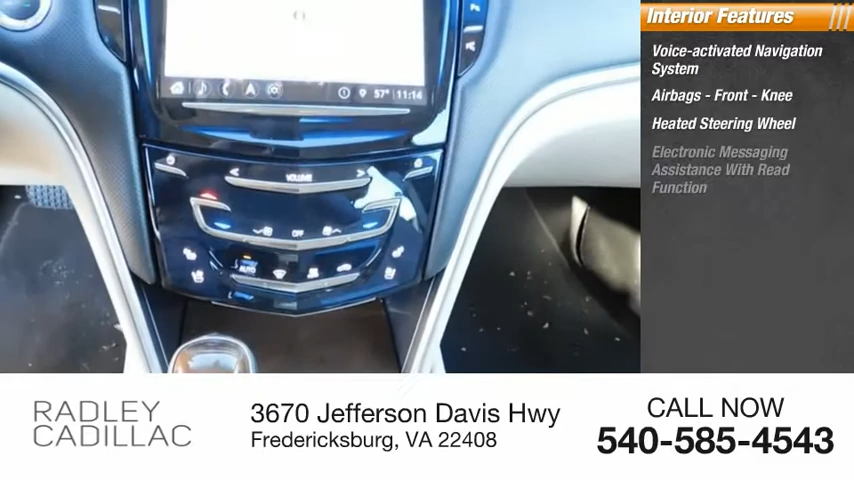 Interior Features
Voice-activated Navigation
System
Airbags - Front - Knee
Heated Steering Wheel
Electronic Messaging
Assistance With Read
Function
57° 11:14
VOLUME
OFF
AUTO
RADLEY
CADILLAC
3670 Jefferson Davis Hwy
Fredericksburg, VA 22408
CALL NOW
540-585-4543